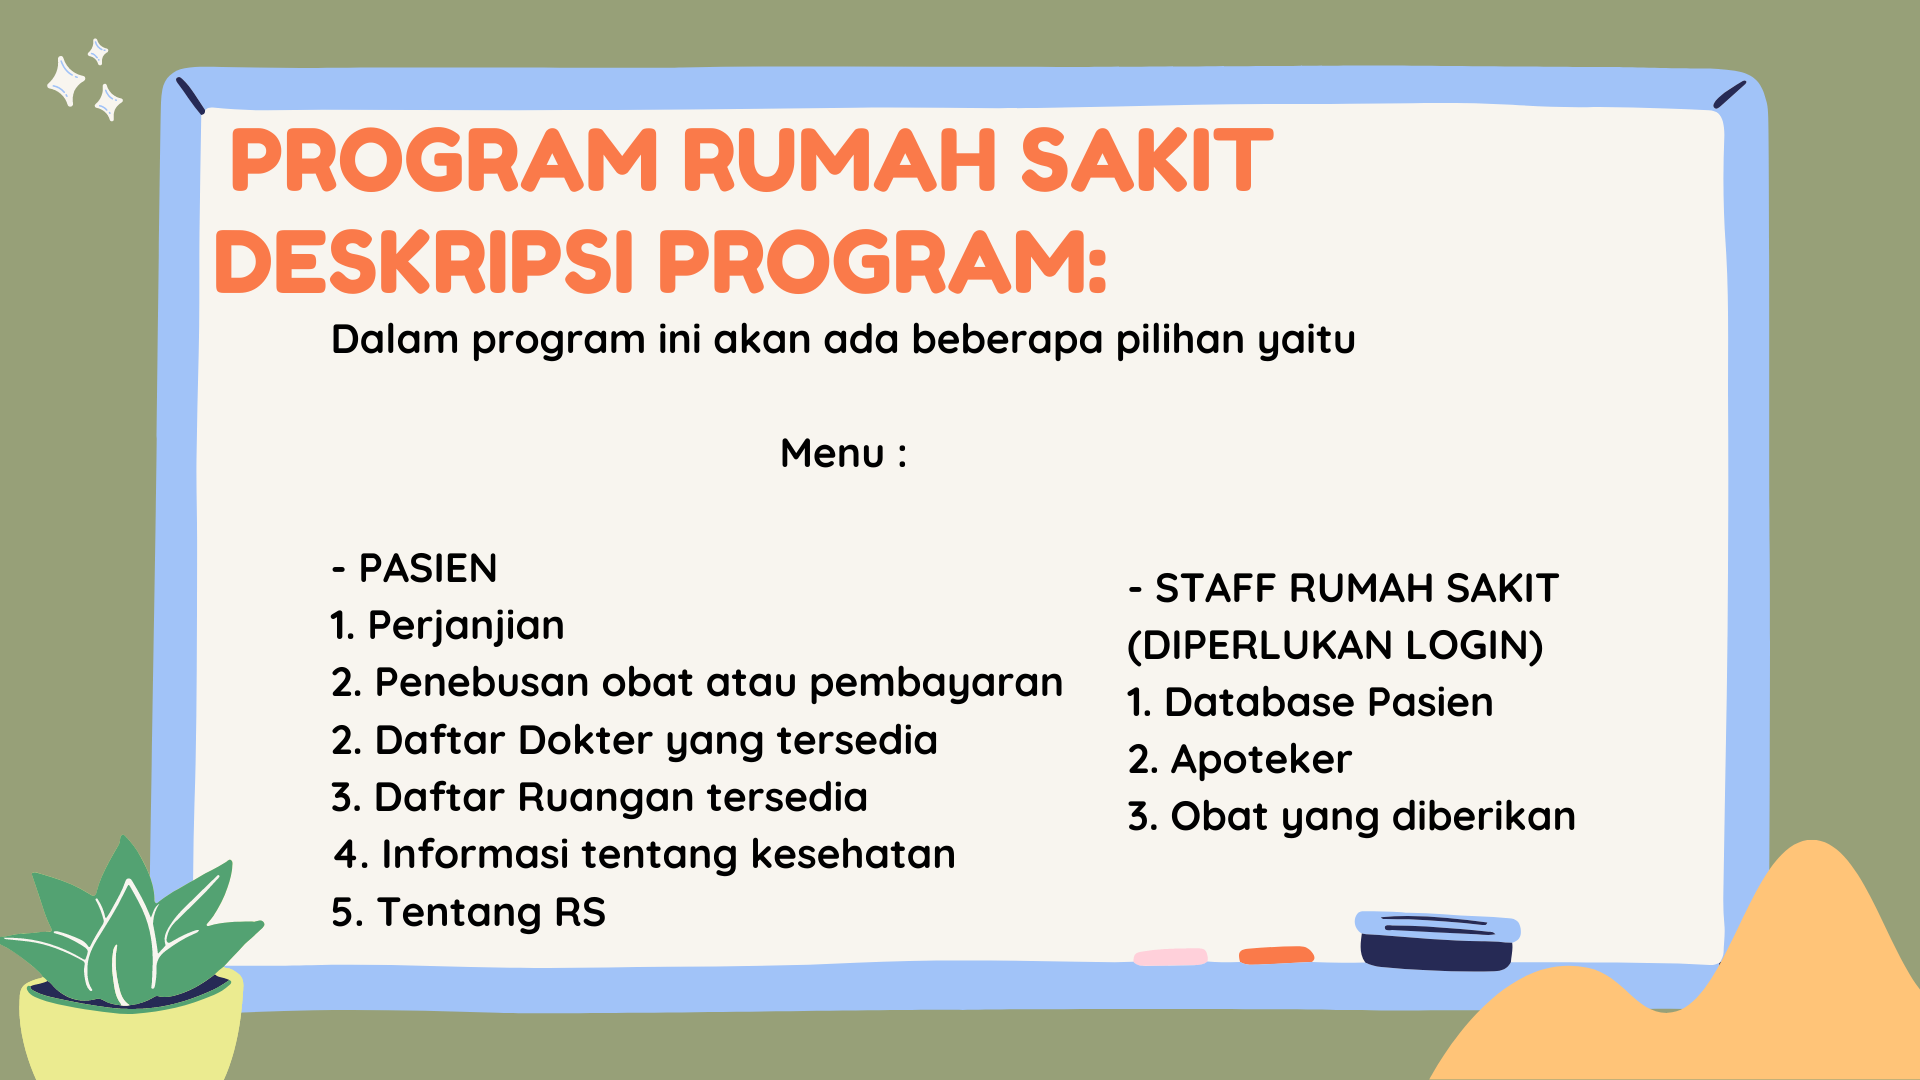 PROGRAM RUMAH SAKIT
DESKRIPSI PROGRAM:
Dalam program ini akan ada beberapa pilihan yaitu
Menu :
- PASIEN
1. Perjanjian
2. Penebusan obat atau pembayaran
2. Daftar Dokter yang tersedia
3. Daftar Ruangan tersedia
4. Informasi tentang kesehatan
5. Tentang RS
- STAFF RUMAH SAKIT
(DIPERLUKAN LOGIN)
1. Database Pasien
2. Apoteker
3. Obat yang diberikan